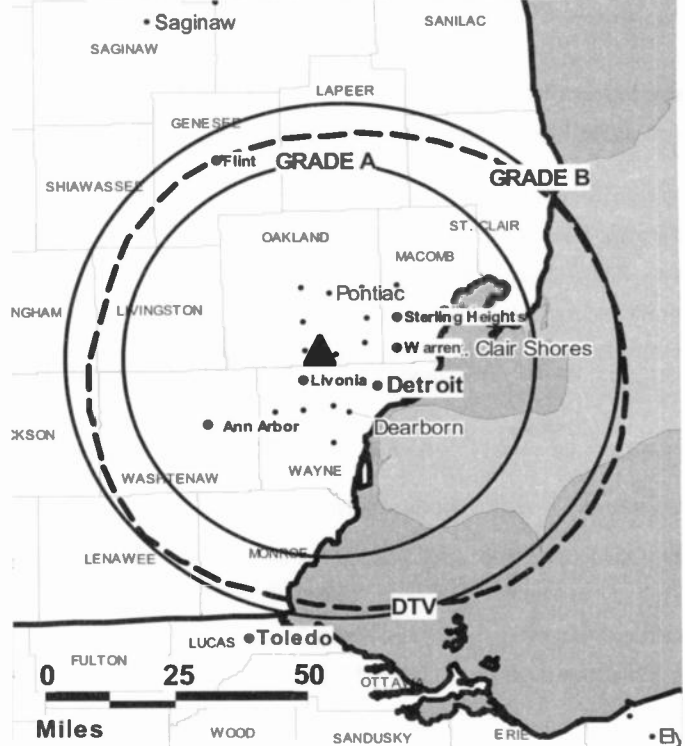 Saginaw
SANILAC
SAGINAW
LAPEER
GENESEE
Flint
GRADE A
GRADE B
SHIAWASSEE
ST. CLAIR
OAKLAND
MACOMB
Pontiac
NGHAM
LIVINGSTON
Sterling Heights
Warren
. Clair Shores
Livonia
Detroit
Ann Arbor
Dearborn
CKSON
WASHTENAW
WAYNE
LENAWEE
MONROE
DTV
LUCAS
Toledo
FULTON
0 25 50
OTTAWA
Miles
WOOD
SANDUSKY
ERIE